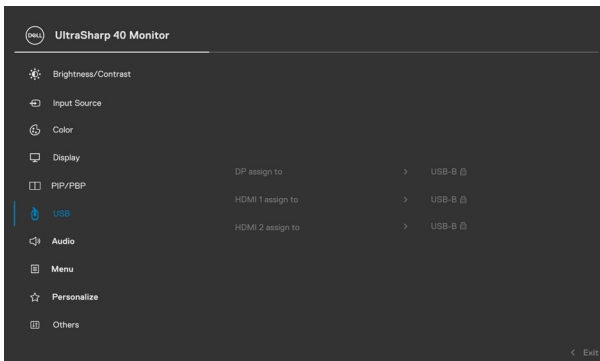 DELL UltraSharp 40 Monitor
Brightness/Contrast
Input Source
Color
Display
DP assign to > USB-B
PIP/PBP
HDMI 1 assign to > USB-B
USB
HDMI 2 assign to > USB-B
Audio
Menu
Personalize
Others
< Exit